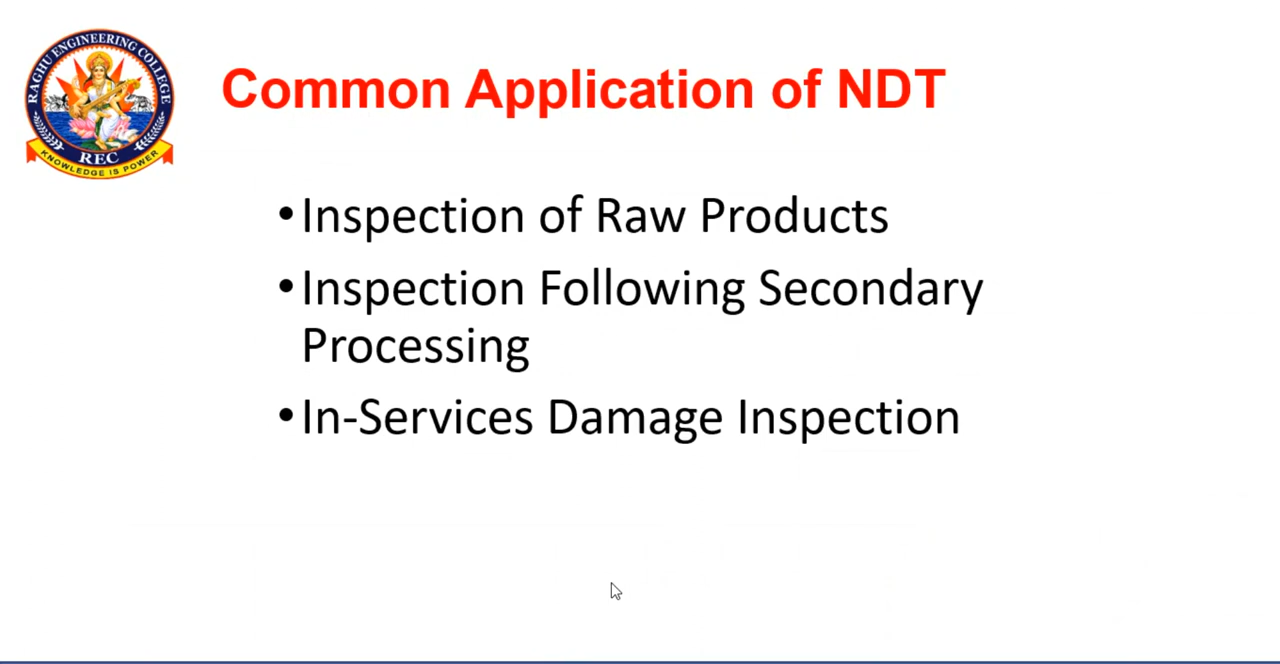 RAGHU ENGINEERING COLLEGE
REC
KNOWLEDGE IS POWER
Common Application of NDT
•Inspection of Raw Products
•Inspection Following Secondary
Processing
•In-Services Damage Inspection